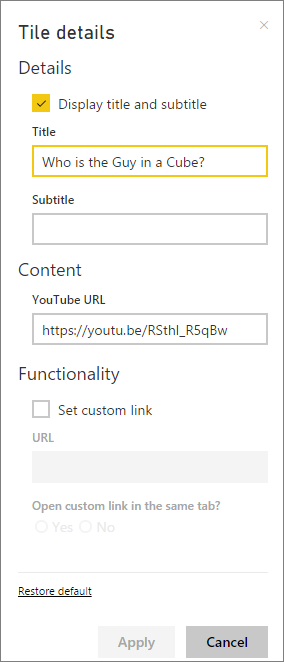 Tile details
Details
Display title and subtitle
Title
Who is the Guy in a Cube?
Subtitle
Content
YouTube URL
https://youtu.be/RSthl_R5qBw
Functionality
Set custom link
URL
Open custom link in the same tab?
Yes No
Restore default
Apply Cancel